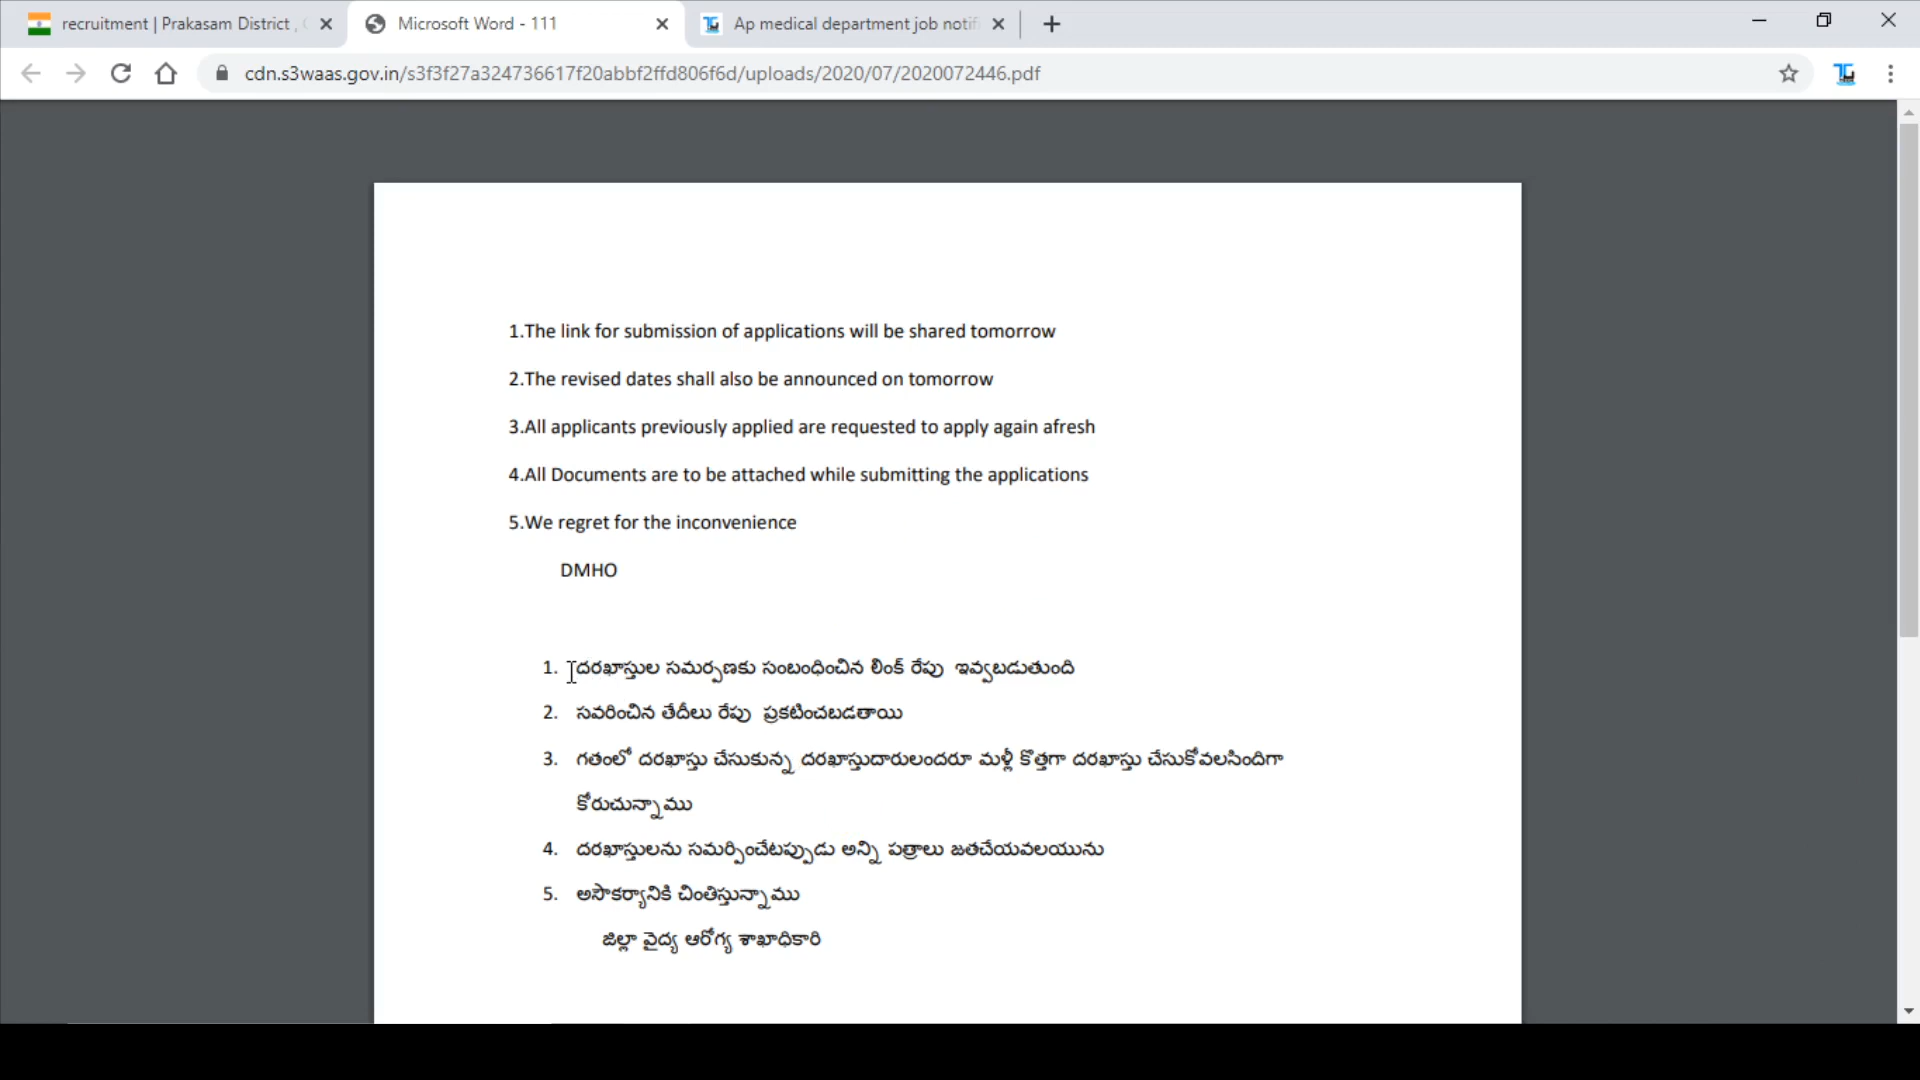 recruitment | Prakasam District ,
Microsoft Word - 111
Ap medical department job notif
cdn.s3waas.gov.in/s3f3f27a324736617f20abbf2ffd806f6d/uploads/2020/07/2020072446.pdf
1.The link for submission of applications will be shared tomorrow
2.The revised dates shall also be announced on tomorrow
3.All applicants previously applied are requested to apply again afresh
4.All Documents are to be attached while submitting the applications
5.We regret for the inconvenience
DMHO
1. దరఖాస్తుల సమర్పణకు సంబంధించిన లింక్ రేపు ఇవ్వబడుతుంది
2. సవరించిన తేదీలు రేపు ప్రకటించబడతాయి
3. గతంలో దరఖాస్తు చేసుకున్న దరఖాస్తుదారులందరూ మళ్లీ కొత్తగా దరఖాస్తు చేసుకోవలసిందిగా
కోరుచున్నాము
4. దరఖాస్తులను సమర్పించేటప్పుడు అన్ని పత్రాలు జతచేయవలయును
5. అసౌకర్యానికి చింతిస్తున్నాము
జిల్లా వైద్య ఆరోగ్య శాఖాధికారి